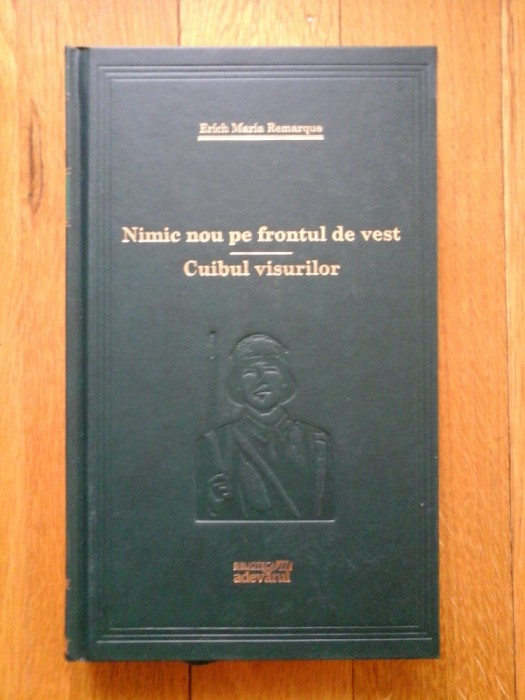 Erich Maria Remarque
Nimic nou pe frontul de vest
Cuibul visurilor
adevărul